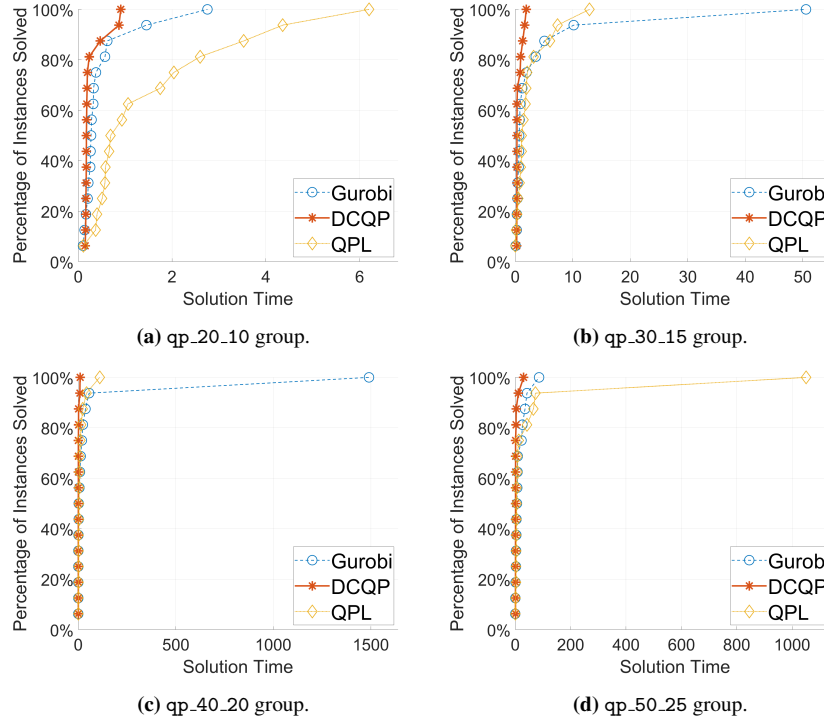 100%
80%
60%
40%
20%
0%
Percentage of Instances Solved
0 2 4 6
Solution Time
Gurobi
DCQP
QPL
(a) qp_20_10 group.
100%
80%
60%
40%
20%
0%
Percentage of Instances Solved
0 10 20 30 40 50
Solution Time
Gurobi
DCQP
QPL
(b) qp_30_15 group.
100%
80%
60%
40%
20%
0%
Percentage of Instances Solved
0 500 1000 1500
Solution Time
Gurobi
DCQP
QPL
(c) qp_40_20 group.
100%
80%
60%
40%
20%
0%
Percentage of Instances Solved
0 200 400 600 800 1000
Solution Time
Gurobi
DCQP
QPL
(d) qp_50_25 group.